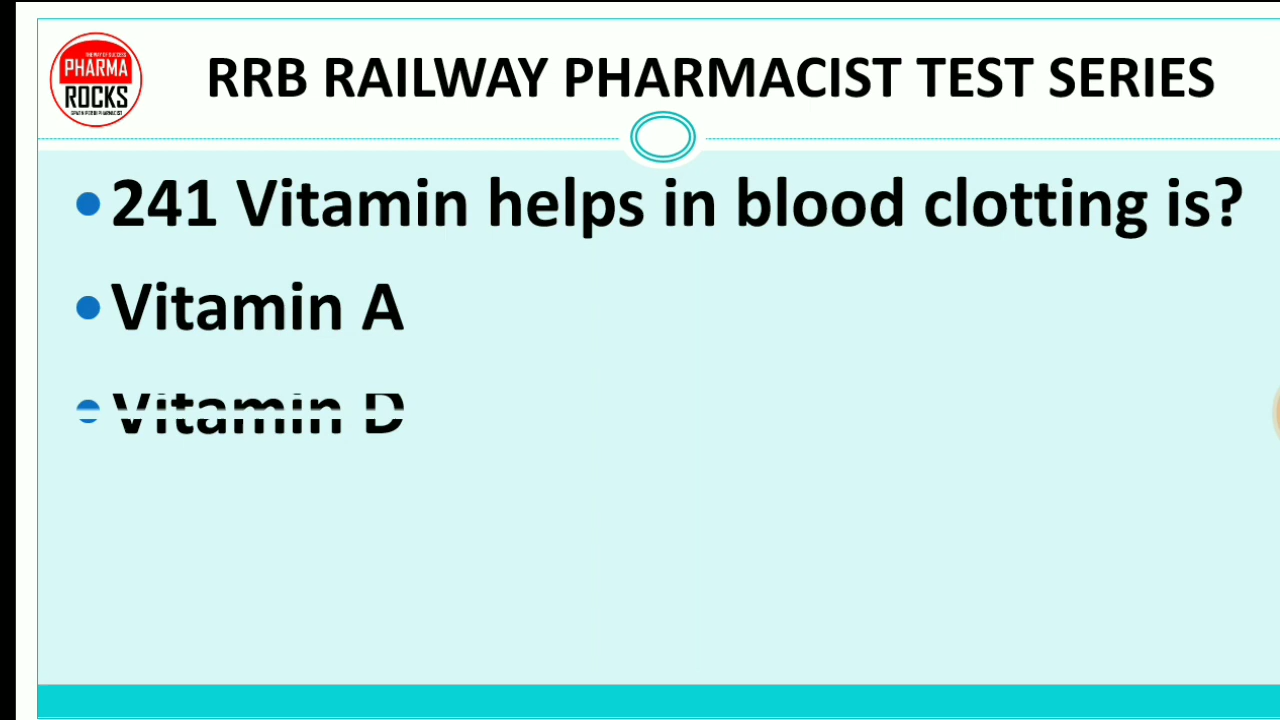 PHARMA
ROCKS
RRB RAILWAY PHARMACIST TEST SERIES
241 Vitamin helps in blood clotting is?
Vitamin A
Vitamin D